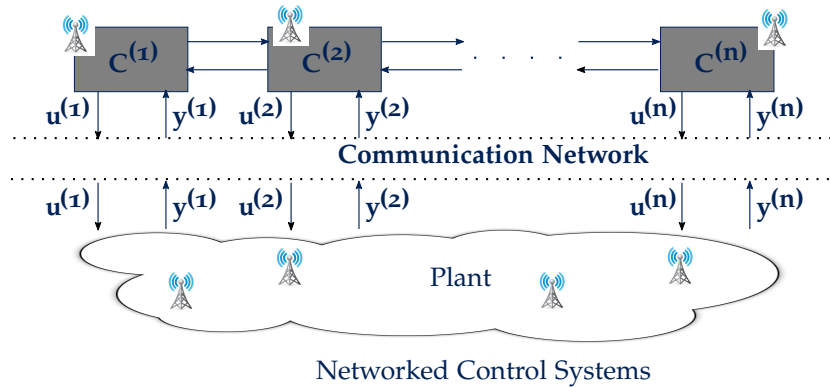 C(1) C(2) . . . . C(n)
u(1) y(1) u(2) y(2) u(n) y(n)
Communication Network
u(1) y(1) u(2) y(2) u(n) y(n)
Plant
Networked Control Systems